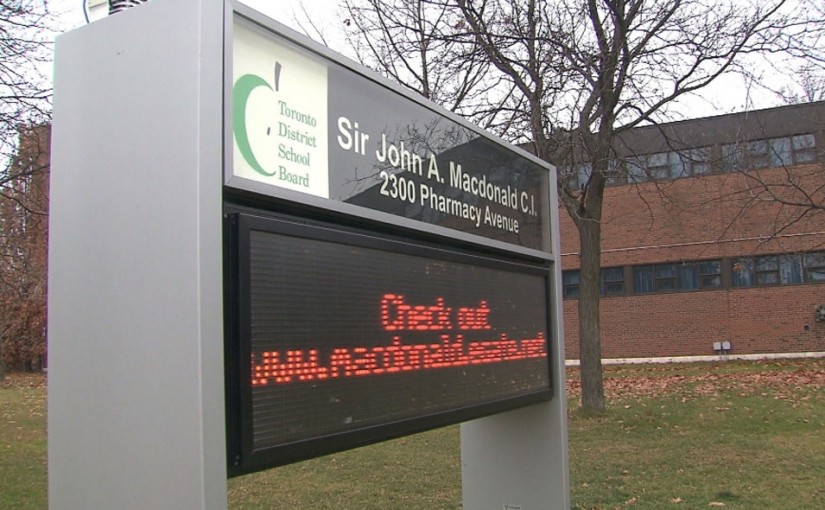 Toronto
District
School
Board
Sir John A. Macdonald C.I.
2300 Pharmacy Avenue
Check out